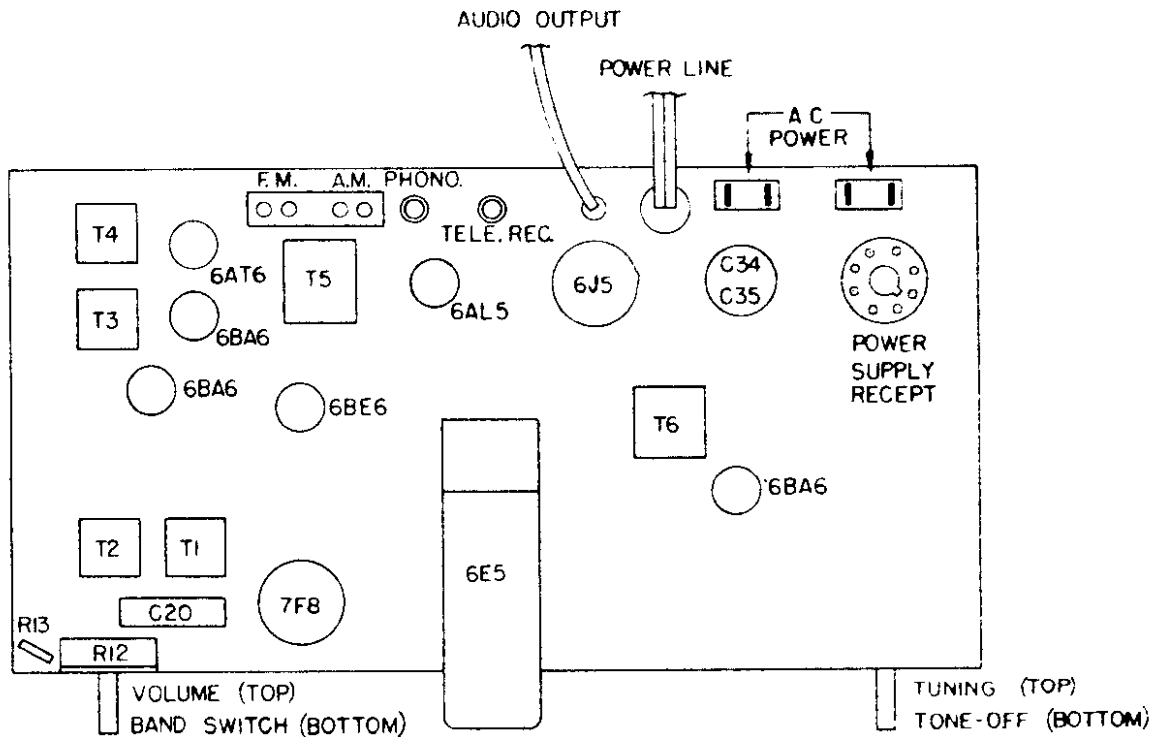 AUDIO OUTPUT
POWER LINE
A C
POWER
F.M. A.M. PHONO.
TELE. REC.
T4
6AT6
T5
6AL5
6J5
C34
C35
T3
6BA6
POWER
SUPPLY
RECEPT
6BA6
6BE6
T6
6BA6
T2
T1
6E5
7F8
C20
R13
R12
VOLUME (TOP)
BAND SWITCH (BOTTOM)
TUNING (TOP)
TONE-OFF (BOTTOM)